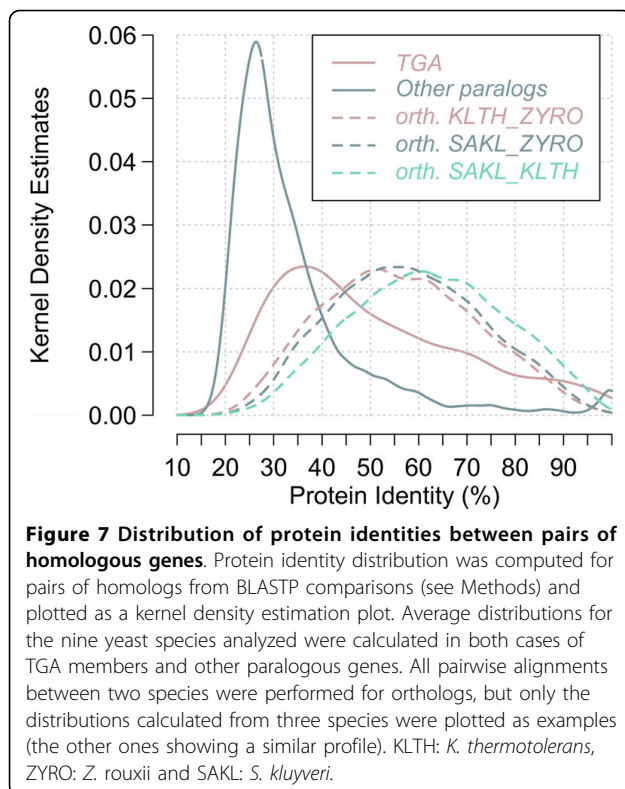 0.06
0.05
0.04
0.03
0.02
0.01
0.00
Kernel Density Estimates
TGA
Other paralogs
orth. KLTH_ZYRO
orth. SAKL_ZYRO
orth. SAKL_KLTH
10 20 30 40 50 60 70 80 90
Protein Identity (%)
Figure 7 Distribution of protein identities between pairs of
homologous genes. Protein identity distribution was computed for
pairs of homologs from BLASTP comparisons (see Methods) and
plotted as a kernel density estimation plot. Average distributions for
the nine yeast species analyzed were calculated in both cases of
TGA members and other paralogous genes. All pairwise alignments
between two species were performed for orthologs, but only the
distributions calculated from three species were plotted as examples
(the other ones showing a similar profile). KLTH: K. thermotolerans,
ZYRO: Z. rouxii and SAKL: S. kluyveri.